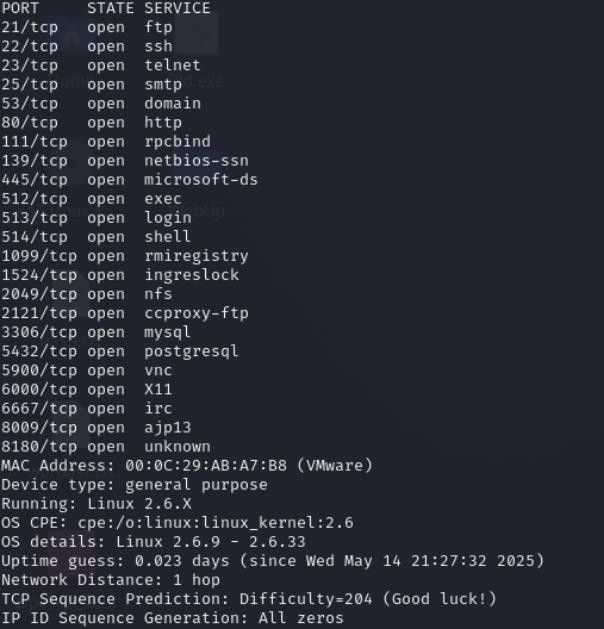 PORT STATE SERVICE
21/tcp open ftp
22/tcp open ssh
23/tcp open telnet
25/tcp open smtp
53/tcp open domain
80/tcp open http
111/tcp open rpcbind
139/tcp open netbios-ssn
445/tcp open microsoft-ds
512/tcp open exec
513/tcp open login
514/tcp open shell
1099/tcp open rmiregistry
1524/tcp open ingreslock
2049/tcp open nfs
2121/tcp open ccproxy-ftp
3306/tcp open mysql
5432/tcp open postgresql
5900/tcp open vnc
6000/tcp open X11
6667/tcp open irc
8009/tcp open ajp13
8180/tcp open unknown
MAC Address: 00:0C:29:AB:A7:B8 (VMware)
Device type: general purpose
Running: Linux 2.6.X
OS CPE: cpe:/o:linux:linux_kernel:2.6
OS details: Linux 2.6.9 - 2.6.33
Uptime guess: 0.023 days (since Wed May 14 21:27:32 2025)
Network Distance: 1 hop
TCP Sequence Prediction: Difficulty=204 (Good luck!)
IP ID Sequence Generation: All zeros